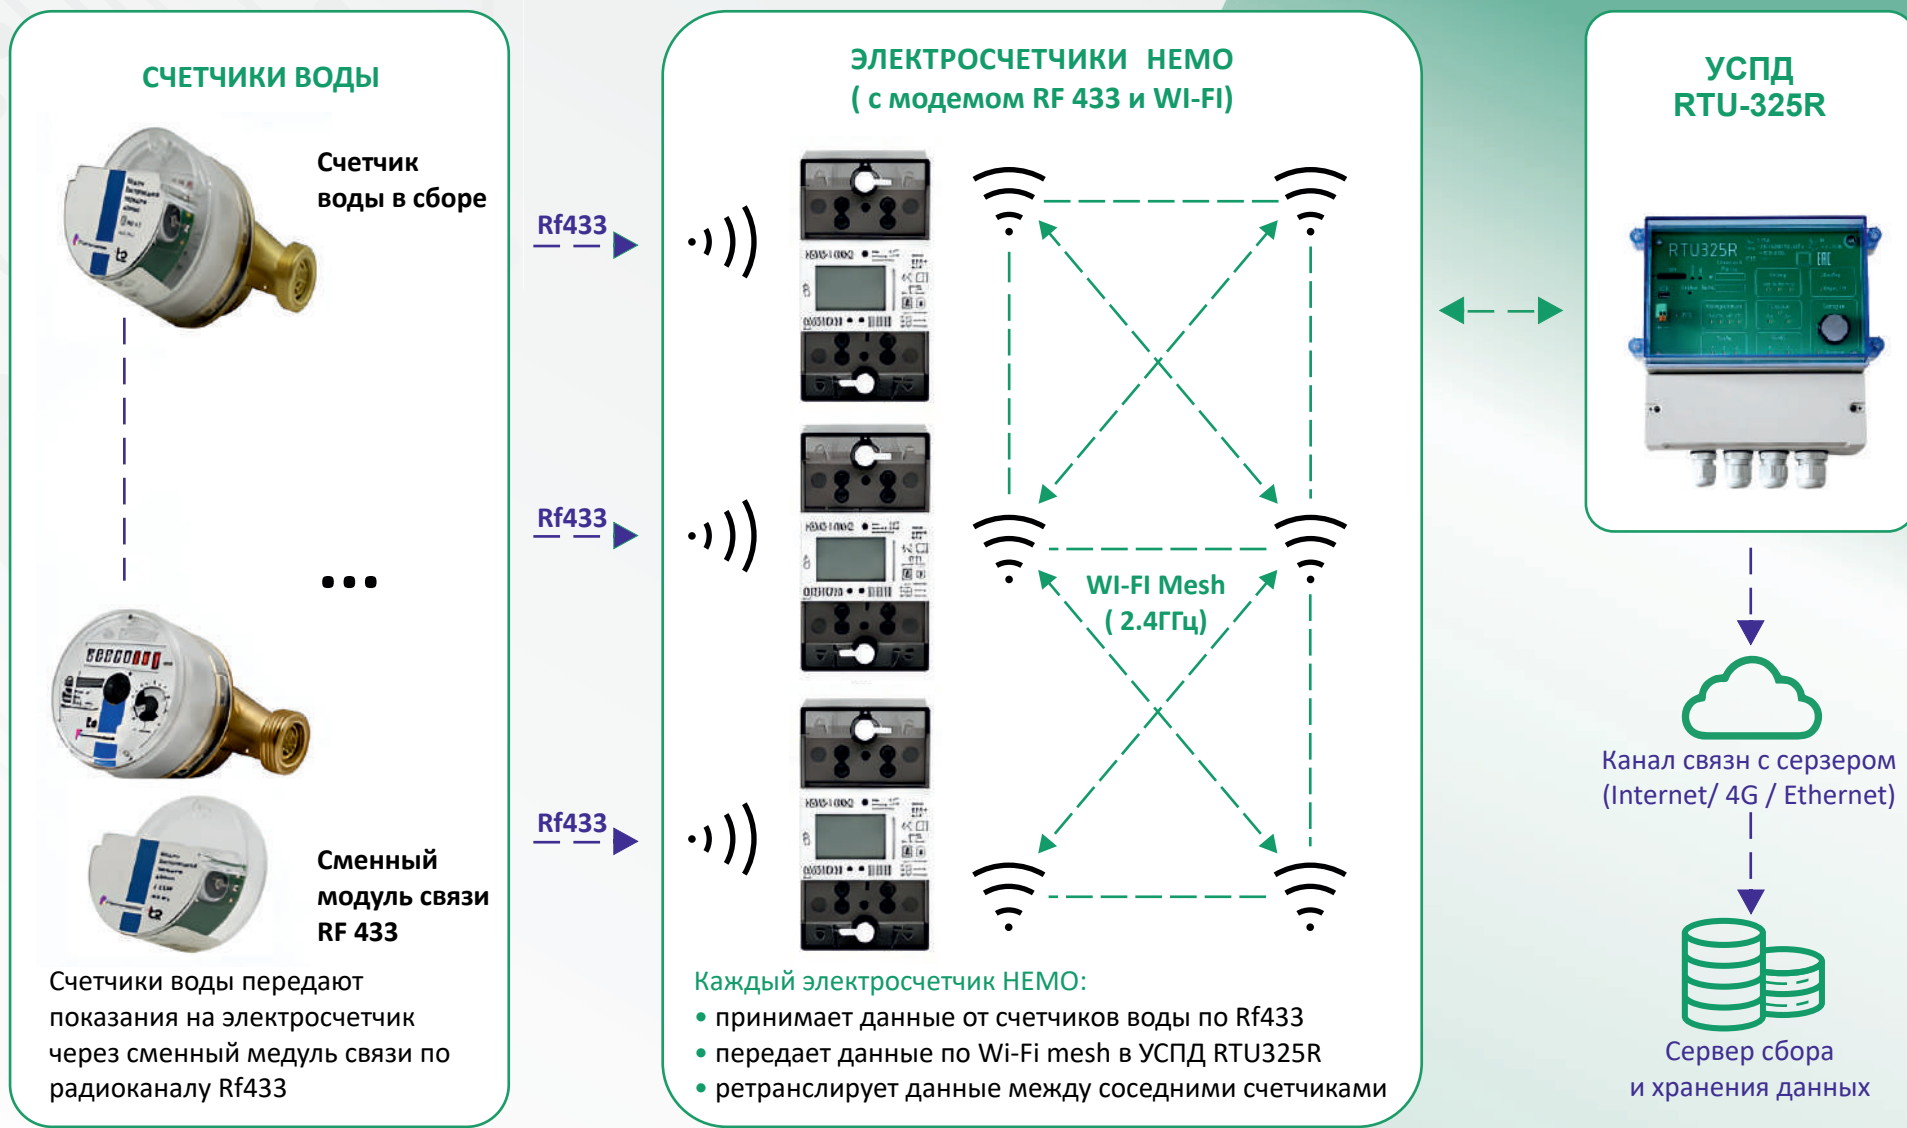 СЧЕТЧИКИ ВОДЫ
Счетчик
воды в сборе
Сменный
модуль связи
RF 433
Счетчики воды передают
показания на электросчетчик
через сменный медуль связи по
радиоканалу Rf433
Rf433
Rf433
Rf433
ЭЛЕКТРОСЧЕТЧИКИ НЕМО
( с модемом RF 433 и WI-FI)
WI-FI Mesh
( 2.4ГГц)
Каждый электросчетчик НЕМО:
• принимает данные от счетчиков воды по Rf433
• передает данные по Wi-Fi mesh в УСПД RTU325R
• ретранслирует данные между соседними счетчиками
УСПД
RTU-325R
RTU325R
EAC
Канал связн с серзером
(Internet/ 4G / Ethernet)
Сервер сбора
и хранения данных